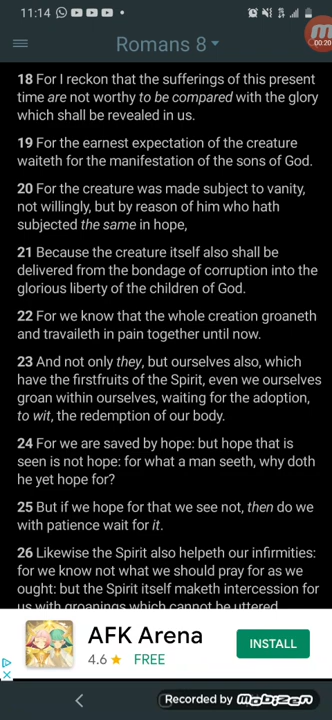 11:14
00:20
Romans 8
18 For I reckon that the sufferings of this present
time are not worthy to be compared with the glory
which shall be revealed in us.
19 For the earnest expectation of the creature
waiteth for the manifestation of the sons of God.
20 For the creature was made subject to vanity,
not willingly, but by reason of him who hath
subjected the same in hope,
21 Because the creature itself also shall be
delivered from the bondage of corruption into the
glorious liberty of the children of God.
22 For we know that the whole creation groaneth
and travaileth in pain together until now.
23 And not only they, but ourselves also, which
have the firstfruits of the Spirit, even we ourselves
groan within ourselves, waiting for the adoption,
to wit, the redemption of our body.
24 For we are saved by hope: but hope that is
seen is not hope: for what a man seeth, why doth
he yet hope for?
25 But if we hope for that we see not, then do we
with patience wait for it.
26 Likewise the Spirit also helpeth our infirmities:
for we know not what we should pray for as we
ought: but the Spirit itself maketh intercession for
us with groanings which cannot be uttered
AFK Arena
4.6 ★ FREE
INSTALL
Recorded by MOBIZEN